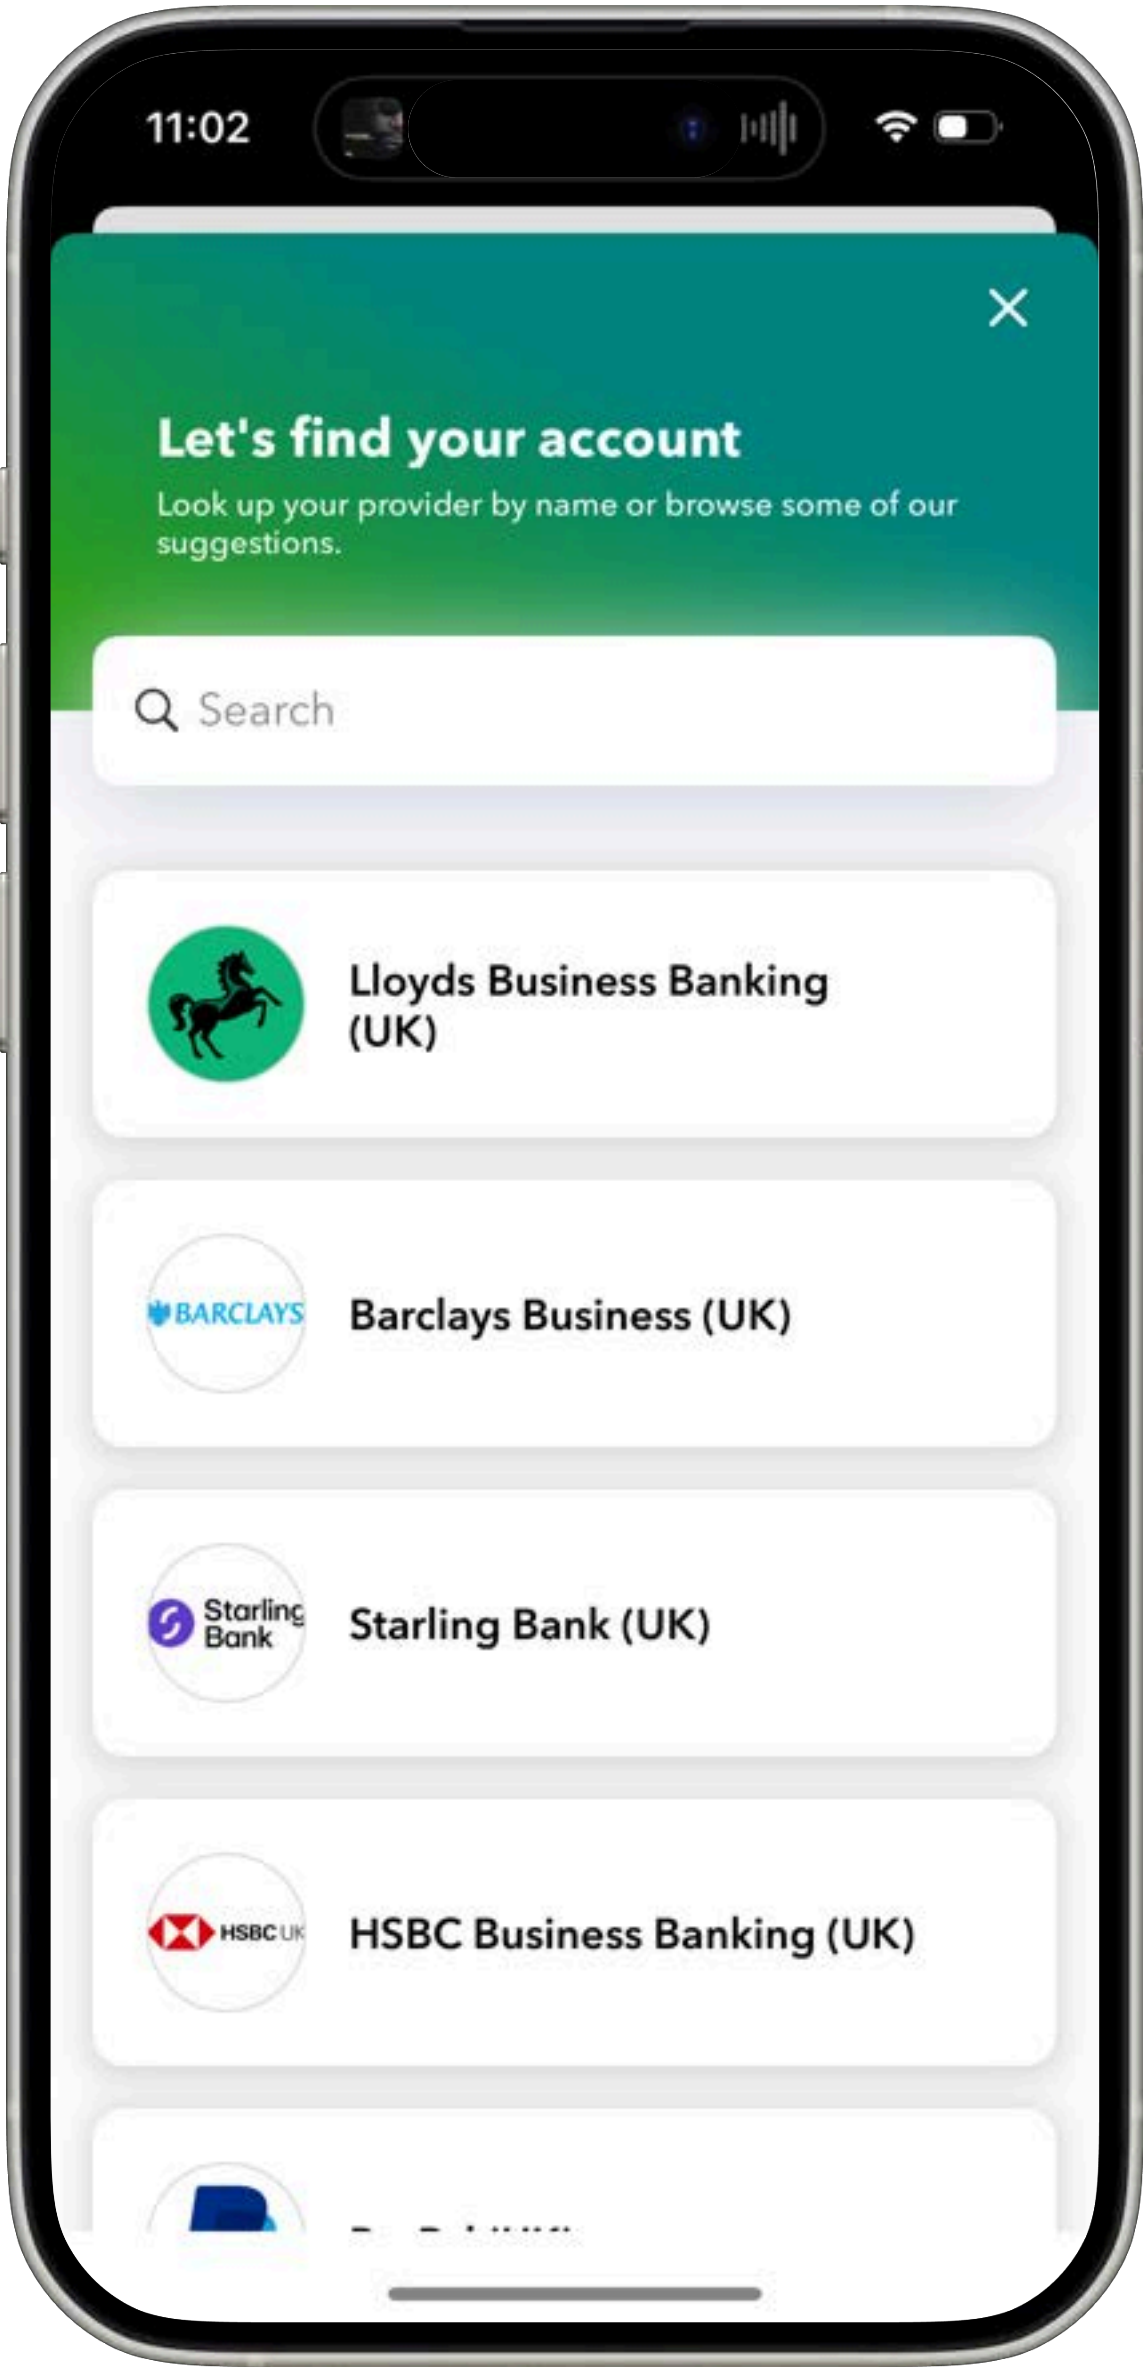 11:02
Let's find your account
Look up your provider by name or browse some of our
suggestions.
Search
Lloyds Business Banking
(UK)
BARCLAYS
Barclays Business (UK)
Starling
Bank
Starling Bank (UK)
HSBC UK
HSBC Business Banking (UK)